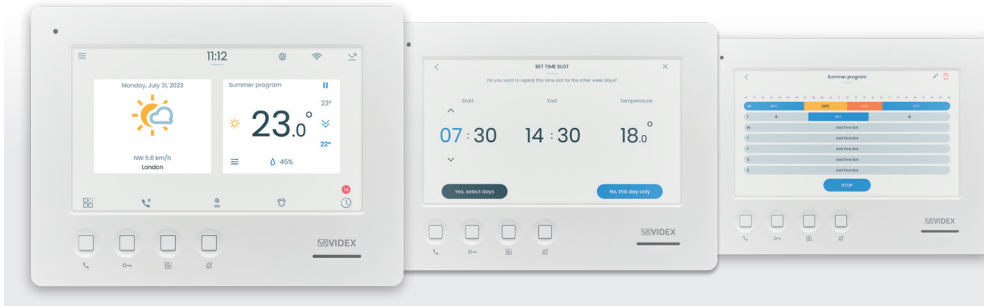 11:12
Monday, July 31, 2023
NW 5.6 km/h
London
Summer program
23°
23.0°
22°
45%
14
VIDEX
SET TIME SLOT
Do you want to repeat this time slot for the other week days?
Start
End
Temperature
07 : 30
14 : 30
18.0°
Yes, select days
No, this day only
VIDEX
Summer program
M
T
+
+
W
Add Time Slot
T
Add Time Slot
F
Add Time Slot
S
Add Time Slot
S
Add Time Slot
STOP
VIDEX